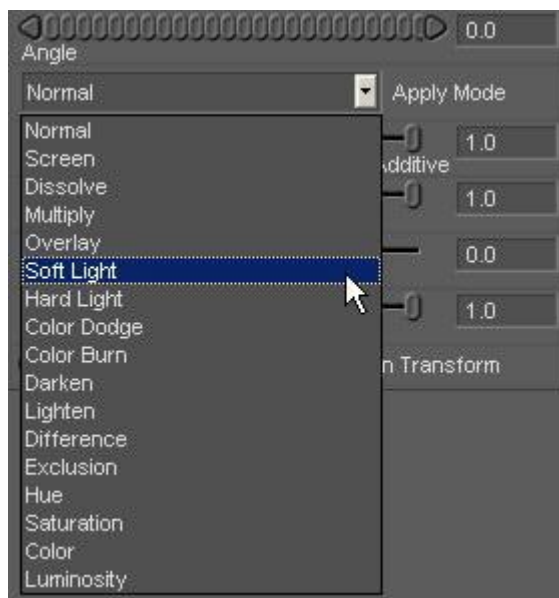 0.0
Angle
Normal Apply Mode
Normal
Screen 1.0
Dissolve
Multiply 1.0
Overlay 0.0
Soft Light
Hard Light 1.0
Color Dodge
Color Burn
Darken Transform
Lighten
Difference
Exclusion
Hue
Saturation
Color
Luminosity